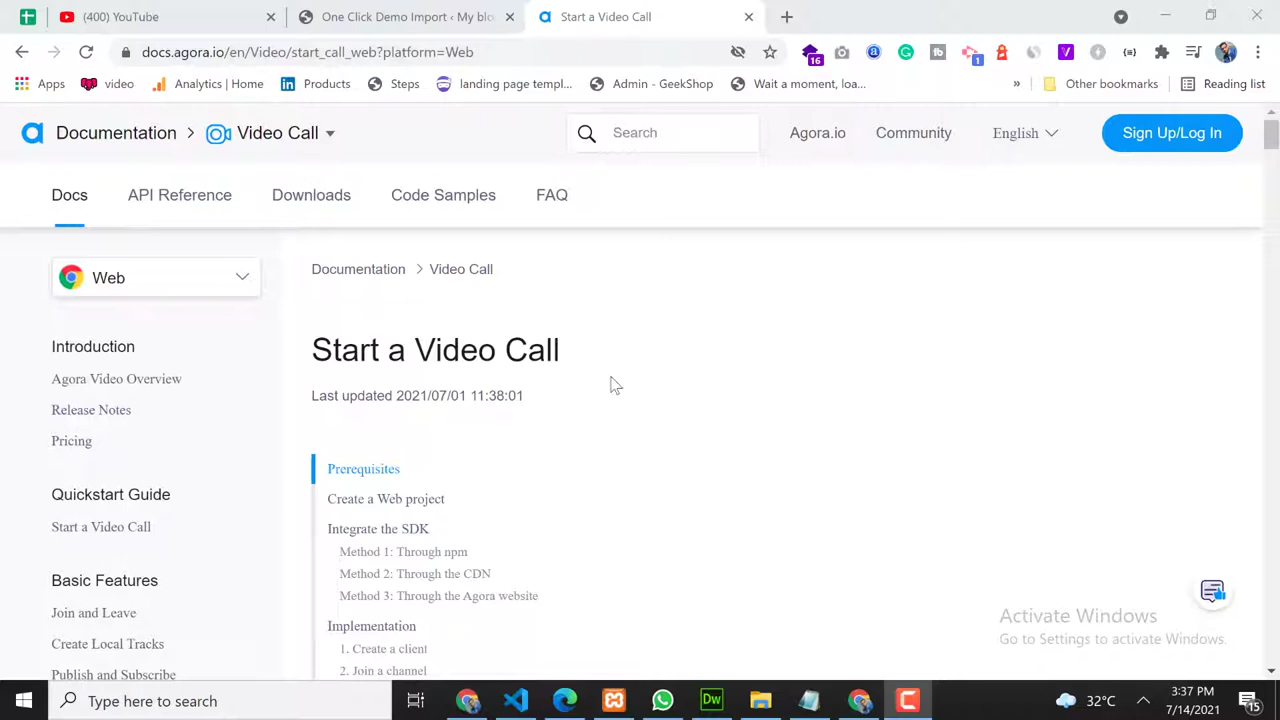 (400) YouTube
One Click Demo Import - My blo
Start a Video Call
docs.agora.io/en/Video/start_call_web?platform=Web
16
1
Apps
video
Analytics | Home
Products
Steps
landing page templ...
Admin - GeekShop
Wait a moment, loa...
»
Other bookmarks
Reading list
Documentation
Video Call
Search
Agora.io
Community
English
Sign Up/Log In
Docs
API Reference
Downloads
Code Samples
FAQ
Web
Introduction
Agora Video Overview
Release Notes
Pricing
Quickstart Guide
Start a Video Call
Basic Features
Join and Leave
Create Local Tracks
Publish and Subscribe
Documentation > Video Call
Start a Video Call
Last updated 2021/07/01 11:38:01
Prerequisites
Create a Web project
Integrate the SDK
Method 1: Through npm
Method 2: Through the CDN
Method 3: Through the Agora website
Implementation
1. Create a client
2. Join a channel
Activate Windows
Go to Settings to activate Windows.
Type here to search
Dw
32°C
3:37 PM
7/14/2021
15